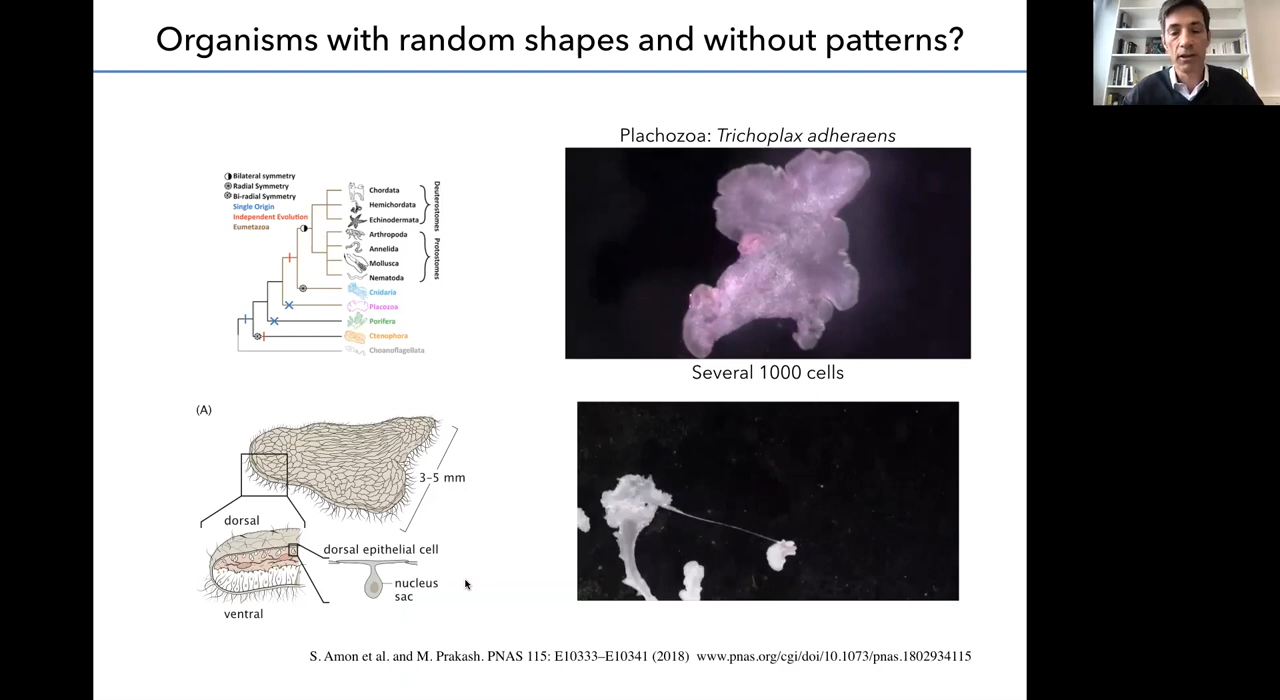 Organisms with random shapes and without patterns?
Bilateral symmetry
Radial Symmetry
Bi-radial Symmetry
Single Origin
Independent Evolution
Eumetazoa
Chordata
Hemichordata
Echinodermata
Deuterostomes
Arthropoda
Annelida
Mollusca
Nematoda
Protostomes
Cnidaria
Placozoa
Porifera
Ctenophora
Choanoflagellata
Plachozoa: Trichoplax adheraens
Several 1000 cells
(A)
3–5 mm
dorsal
dorsal epithelial cell
nucleus
sac
ventral
S. Amon et al. and M. Prakash. PNAS 115: E10333–E10341 (2018) www.pnas.org/cgi/doi/10.1073/pnas.1802934115